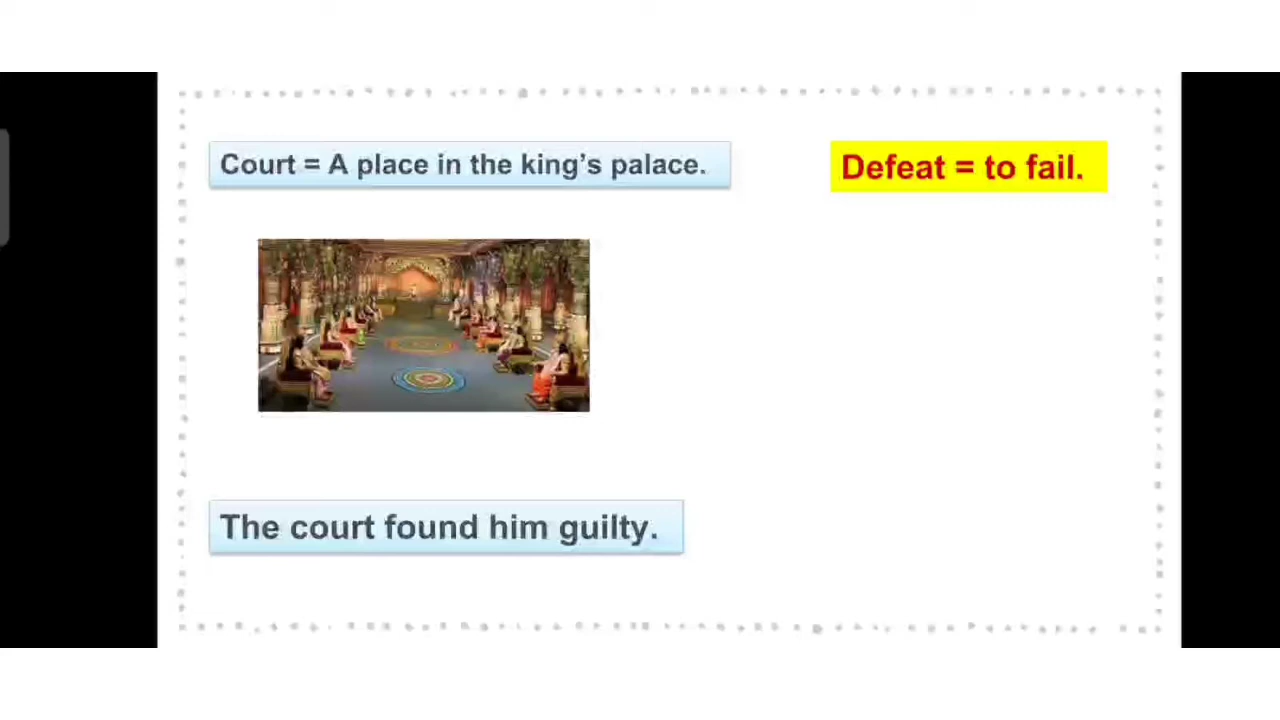 Court = A place in the king's palace.
Defeat = to fail.
The court found him guilty.